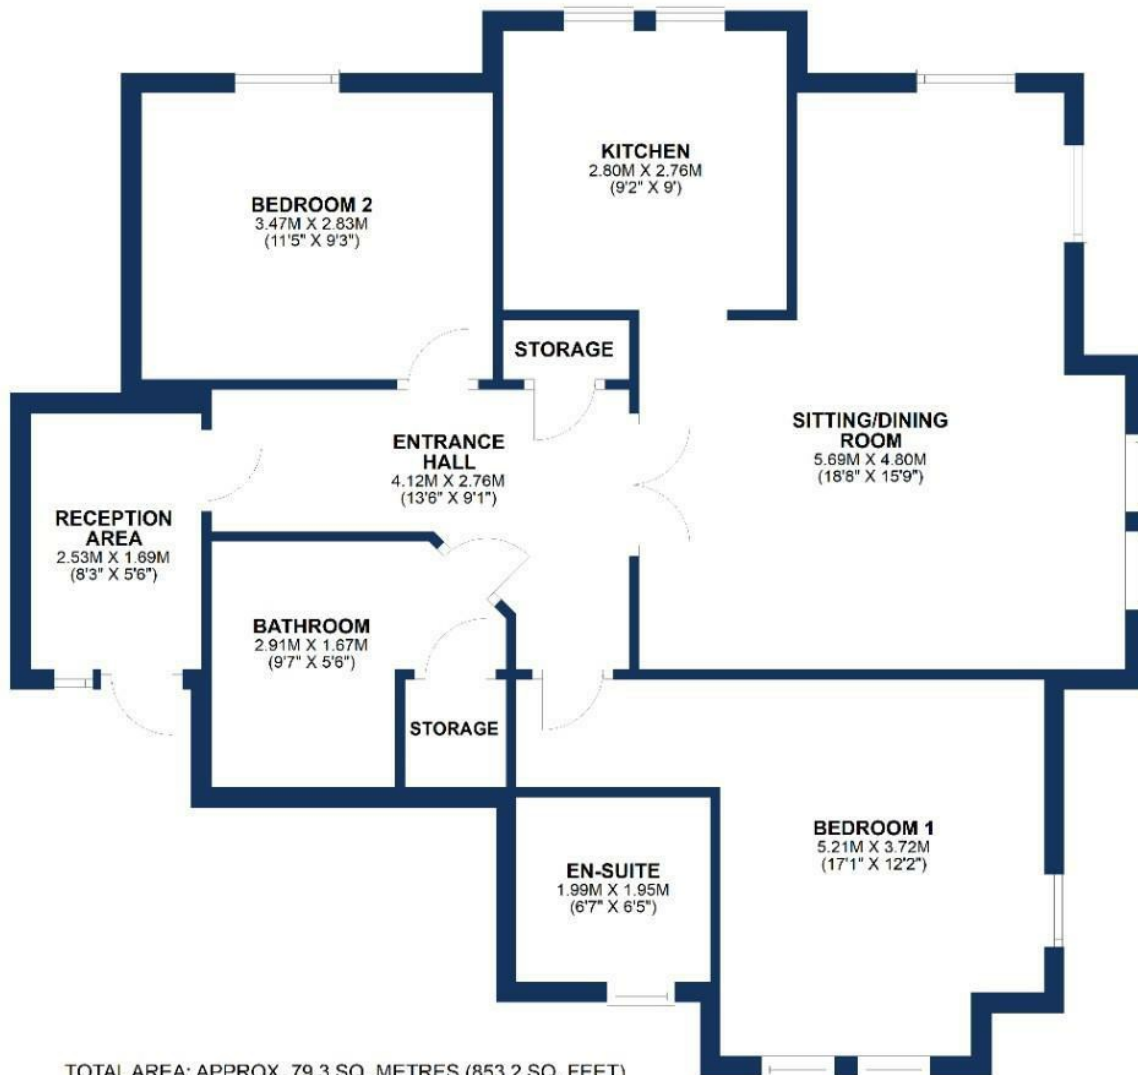 KITCHEN
2.80M X 2.76M
(9'2" X 9')
BEDROOM 2
3.47M X 2.83M
(11'5" X 9'3")
STORAGE
SITTING/DINING
ROOM
5.69M X 4.80M
(18'8" X 15'9")
ENTRANCE
HALL
4.12M X 2.76M
(13'6" X 9'1")
RECEPTION
AREA
2.53M X 1.69M
(8'3" X 5'6")
BATHROOM
2.91M X 1.67M
(9'7" X 5'6")
STORAGE
BEDROOM 1
5.21M X 3.72M
(17'1" X 12'2")
EN-SUITE
1.99M X 1.95M
(6'7" X 6'5")
TOTAL AREA: APPROX. 79.3 SQ. METRES (853.2 SQ. FEET)